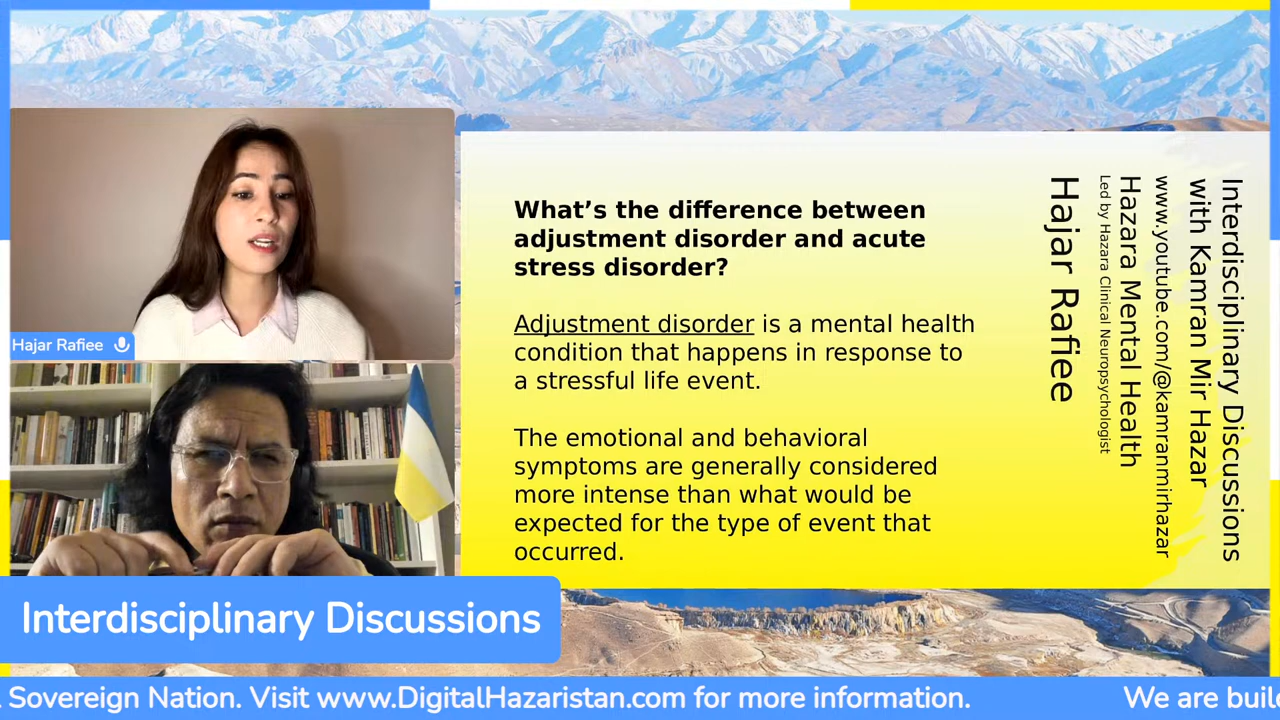 Hajar Rafiee
What’s the difference between
adjustment disorder and acute
stress disorder?
Adjustment disorder is a mental health
condition that happens in response to
a stressful life event.
The emotional and behavioral
symptoms are generally considered
more intense than what would be
expected for the type of event that
occurred.
Interdisciplinary Discussions
with Kamran Mir Hazar
www.youtube.com/@kamranmirhazar
Hazara Mental Health
Led by Hazara Clinical Neuropsychologist
Hajar Rafiee
Interdisciplinary Discussions
Sovereign Nation. Visit www.DigitalHazaristan.com for more information. We are build